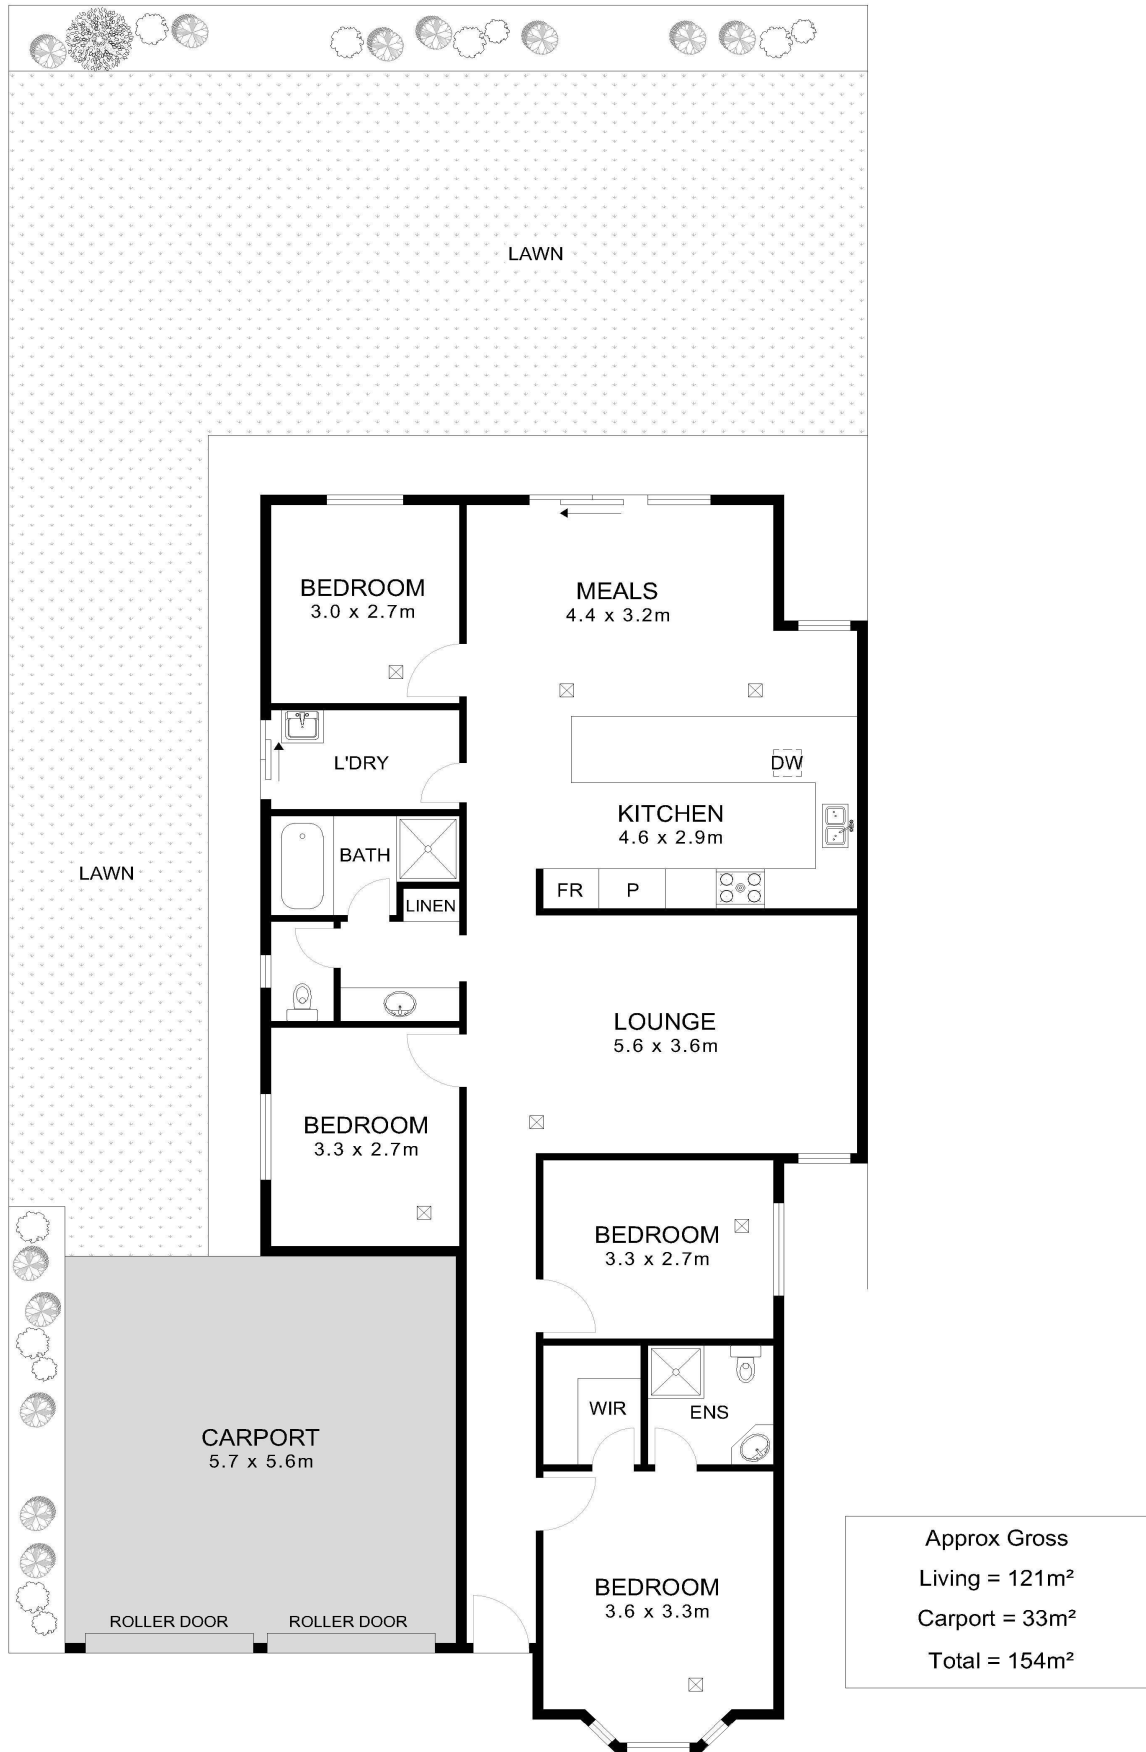 LAWN
BEDROOM
3.0 x 2.7m
MEALS
4.4 x 3.2m
L'DRY
DW
KITCHEN
4.6 x 2.9m
BATH
LAWN
FR
P
LINEN
LOUNGE
5.6 x 3.6m
BEDROOM
3.3 x 2.7m
BEDROOM
3.3 x 2.7m
WIR
ENS
CARPORT
5.7 x 5.6m
BEDROOM
3.6 x 3.3m
ROLLER DOOR
ROLLER DOOR
Approx Gross
Living = 121m²
Carport = 33m²
Total = 154m²